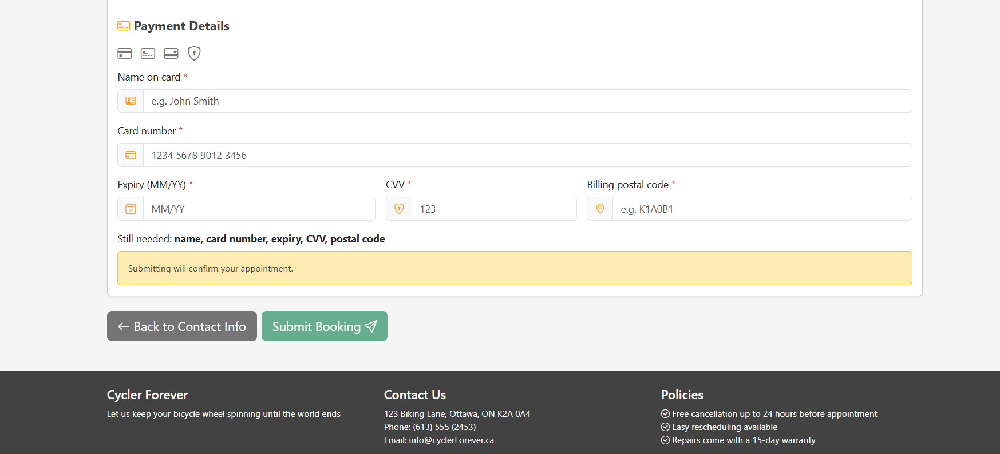 Payment Details
Name on card *
e.g. John Smith
Card number *
1234 5678 9012 3456
Expiry (MM/YY) * CVV * Billing postal code *
MM/YY 123 e.g. K1A0B1
Still needed: name, card number, expiry, CVV, postal code
Submitting will confirm your appointment.
← Back to Contact Info Submit Booking
Cycler Forever
Let us keep your bicycle wheel spinning until the world ends
Contact Us
123 Biking Lane, Ottawa, ON K2A 0A4
Phone: (613) 555 (2453)
Email: info@cyclerForever.ca
Policies
Free cancellation up to 24 hours before appointment
Easy rescheduling available
Repairs come with a 15-day warranty